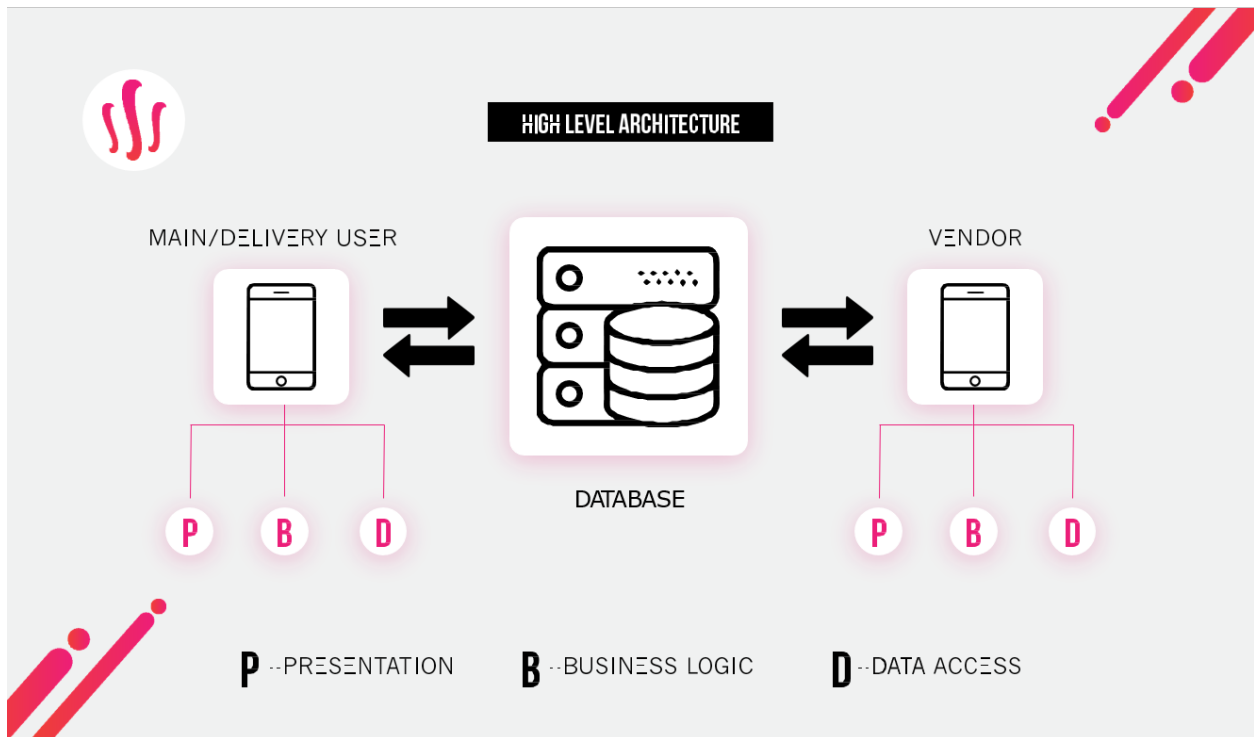 HIGH LEVEL ARCHITECTURE
MAIN/DELIVERY USER
VENDOR
DATABASE
P
B
D
P
B
D
P --PRESENTATION
B --BUSINESS LOGIC
D --DATA ACCESS